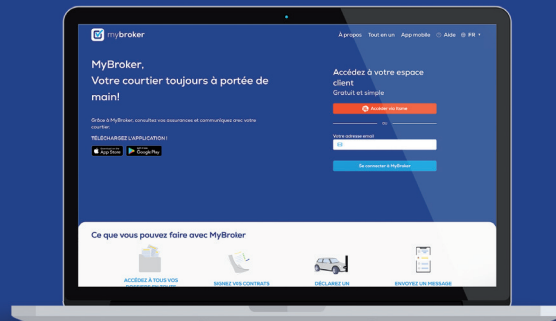 mybroker
À propos Tout en un App mobile Aide FR
MyBroker,
Votre courtier toujours à portée de
main!
Grâce à MyBroker, consultez vos assurances et communiquez avec votre
courtier.
TÉLÉCHARGEZ L'APPLICATION!
App Store Google Play
Accédez à votre espace
client
Gratuit et simple
Accéder via itsme
OU
Votre adresse email
Se connecter à MyBroker
Ce que vous pouvez faire avec MyBroker
ACCÉDEZ À TOUS VOS
SIGNEZ VOS CONTRATS
DÉCLAREZ UN
ENVOYEZ UN MESSAGE